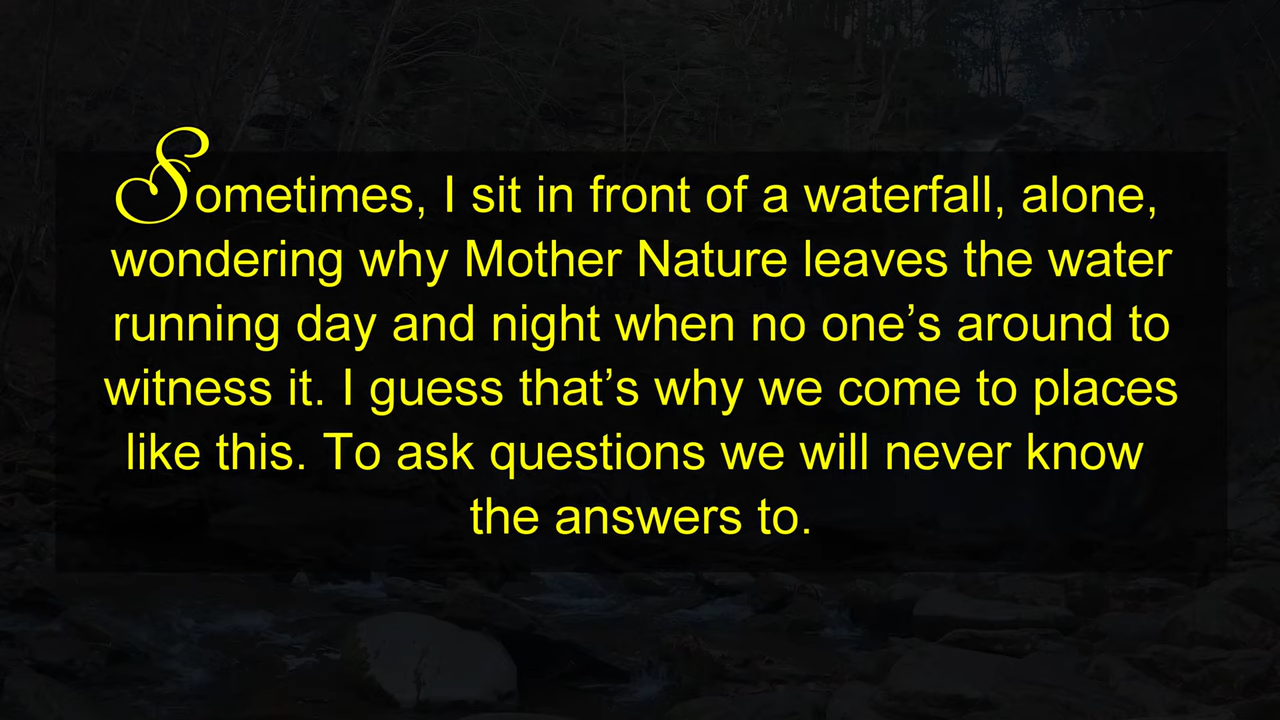 Sometimes, I sit in front of a waterfall, alone,
wondering why Mother Nature leaves the water
running day and night when no one’s around to
witness it. I guess that’s why we come to places
like this. To ask questions we will never know
the answers to.